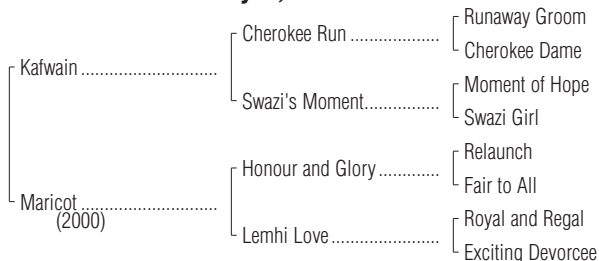 Runaway Groom
Cherokee Run ...................
Cherokee Dame
Kafwain .............................
Moment of Hope
Swazi's Moment................
Swazi Girl
Relaunch
Honour and Glory .............
Fair to All
Maricot .............................
(2000)
Royal and Regal
Lemhi Love.......................
Exciting Devorcee